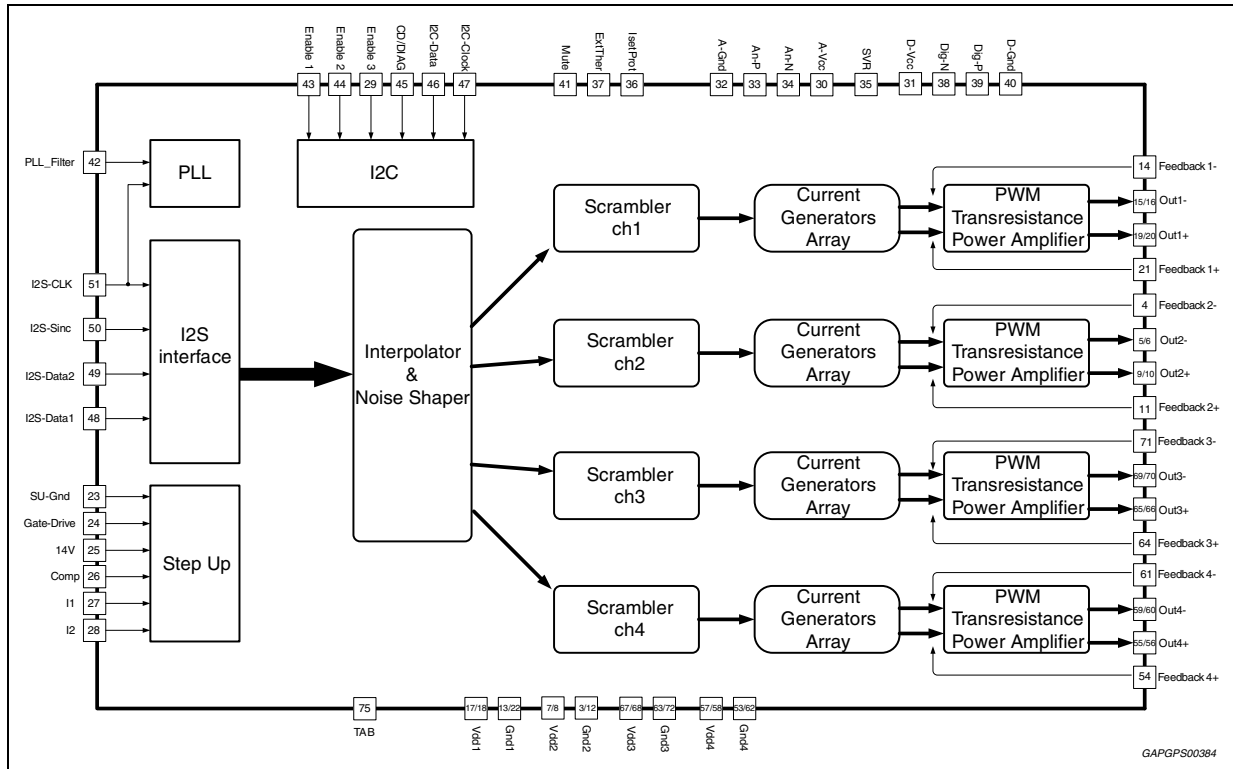 Enable 1
Enable 2
Enable 3
CD/DIAG
I2C-Data
I2C-Clock
Mute
ExtTher
IsetProt
A-Gnd
An-P
An-N
A-Vcc
SVR
D-Vcc
Dig-N
Dig-P
D-Gnd
43
44
29
45
46
47
41
37
36
32
33
34
30
35
31
38
39
40
PLL_Filter
42
PLL
I2C
I2S-CLK
51
I2S-Sinc
50
I2S-Data2
49
I2S-Data1
48
I2S
interface
SU-Gnd
23
Gate-Drive
24
14V
25
Comp
26
I1
27
I2
28
Step Up
Interpolator
&
Noise Shaper
Scrambler
ch1
Current
Generators
Array
PWM
Transresistance
Power Amplifier
14
Feedback 1-
15/16
Out1-
19/20
Out1+
21
Feedback 1+
Scrambler
ch2
Current
Generators
Array
PWM
Transresistance
Power Amplifier
4
Feedback 2-
5/6
Out2-
9/10
Out2+
11
Feedback 2+
Scrambler
ch3
Current
Generators
Array
PWM
Transresistance
Power Amplifier
71
Feedback 3-
69/70
Out3-
65/66
Out3+
64
Feedback 3+
Scrambler
ch4
Current
Generators
Array
PWM
Transresistance
Power Amplifier
61
Feedback 4-
59/60
Out4-
55/56
Out4+
54
Feedback 4+
75
17/18
13/22
7/8
3/12
67/68
63/72
57/58
53/62
TAB
Vdd1
Gnd1
Vdd2
Gnd2
Vdd3
Gnd3
Vdd4
Gnd4
GAPGPS00384